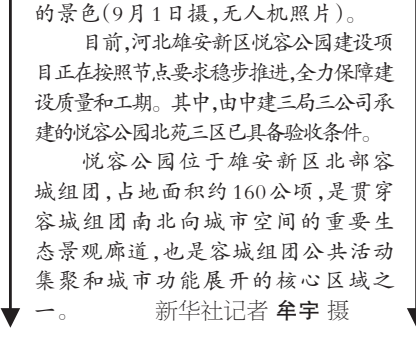 的景色(9月1日摄,无人机照片)。
目前,河北雄安新区悦容公园建设项
目正在按照节点要求稳步推进,全力保障建
设质量和工期。其中,由中建三局三公司承
建的悦容公园北苑三区已具备验收条件。
悦容公园位于雄安新区北部容
城组团,占地面积约160公顷,是贯穿
容城组团南北向城市空间的重要生
态景观廊道,也是容城组团公共活动
集聚和城市功能展开的核心区域之
一。 新华社记者 牟宇 摄